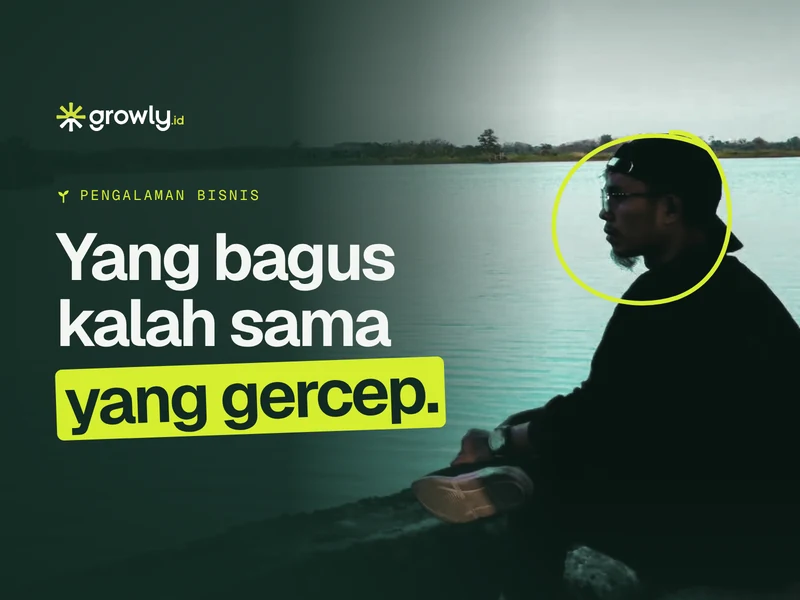 growly.id
PENGALAMAN BISNIS
Yang bagus
kalah sama
yang gercep.